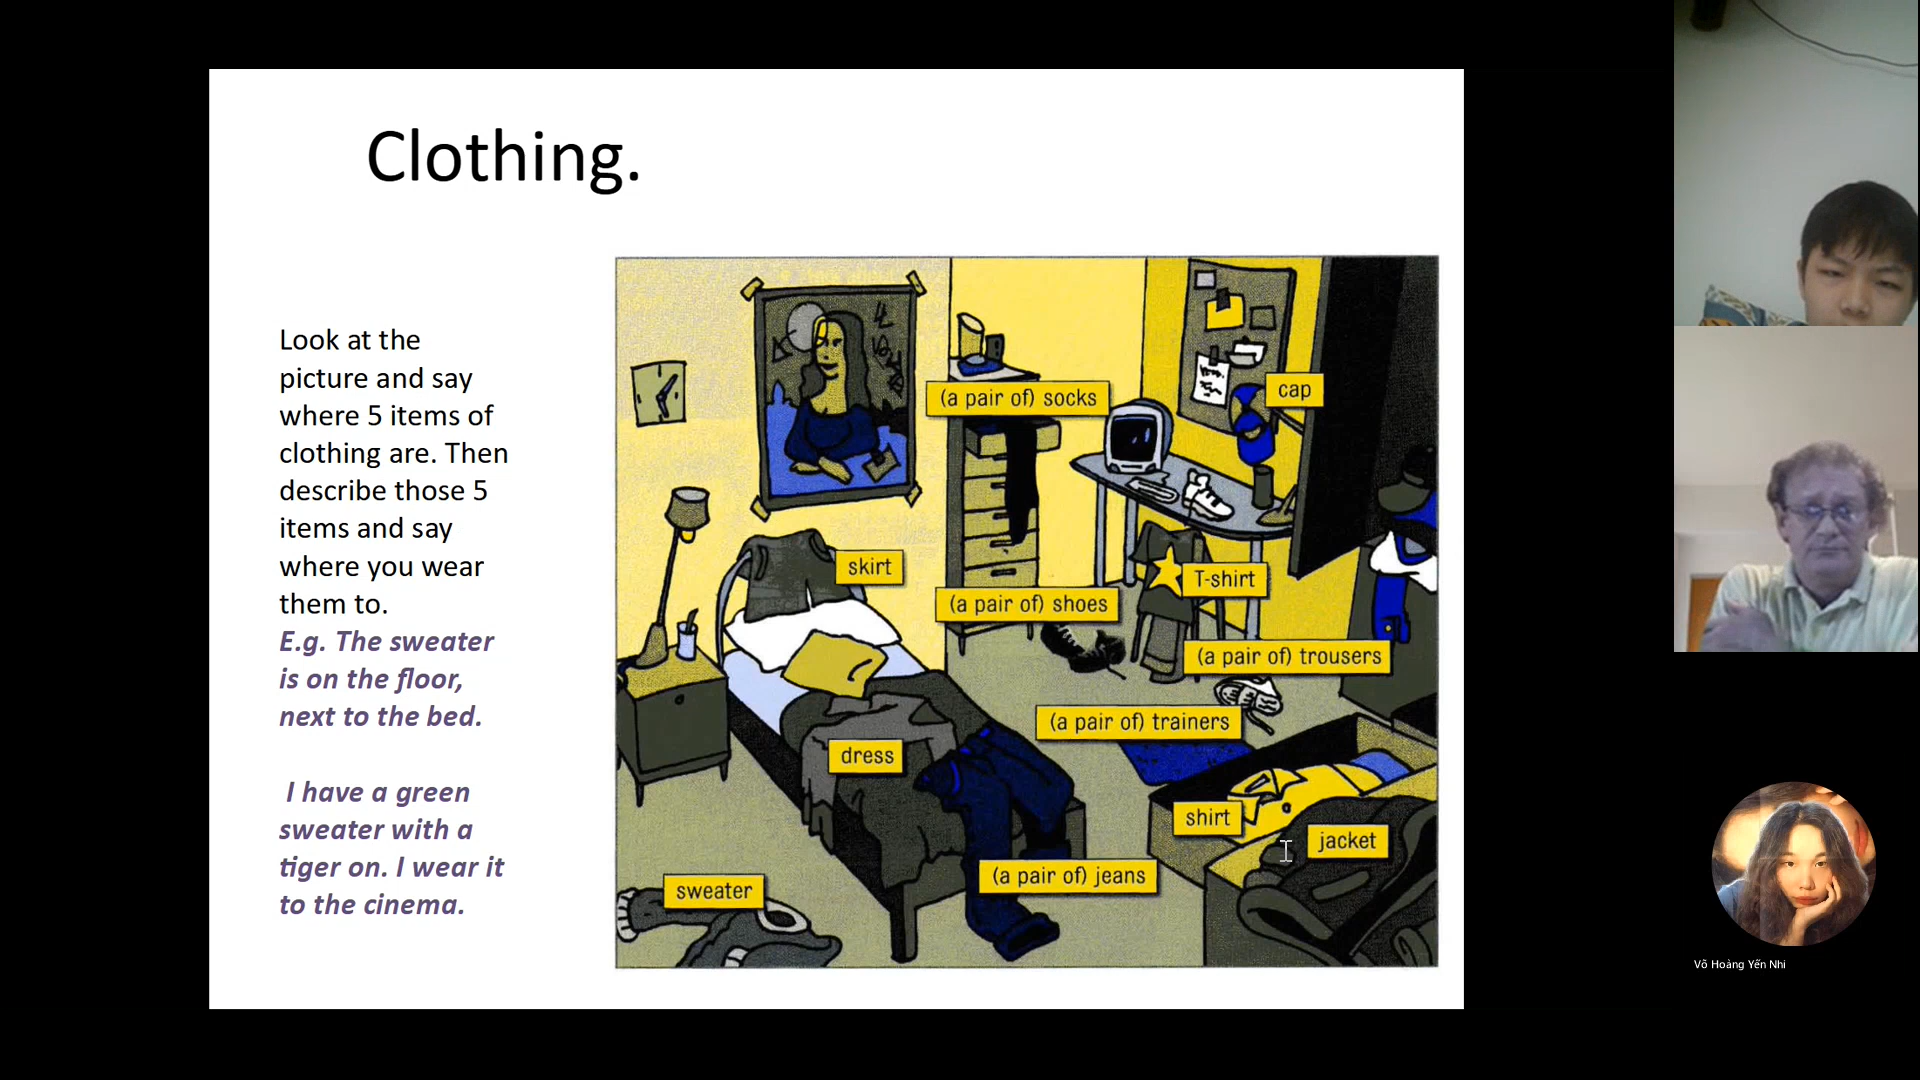 Clothing.
Look at the
picture and say
where 5 items of
clothing are. Then
describe those 5
items and say
where you wear
them to.
E.g. The sweater
is on the floor,
next to the bed.
I have a green
sweater with a
tiger on. I wear it
to the cinema.
(a pair of) socks
cap
skirt
T-shirt
(a pair of) shoes
(a pair of) trousers
(a pair of) trainers
dress
shirt
jacket
(a pair of) jeans
sweater
Võ Hoàng Yến Nhi